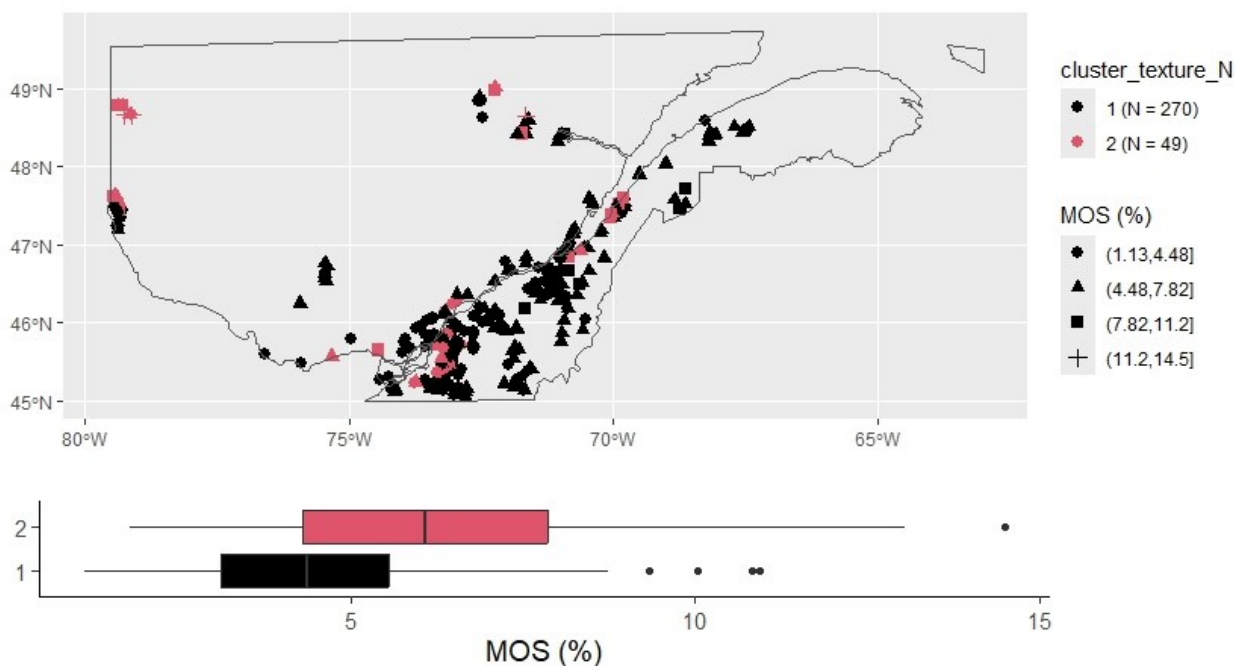 49°N
48°N
47°N
46°N
45°N
80°W
75°W
70°W
65°W
cluster_texture_N
1 (N = 270)
2 (N = 49)
MOS (%)
(1.13,4.48]
(4.48,7.82]
(7.82,11.2]
(11.2,14.5]
2
1
5
10
15
MOS (%)